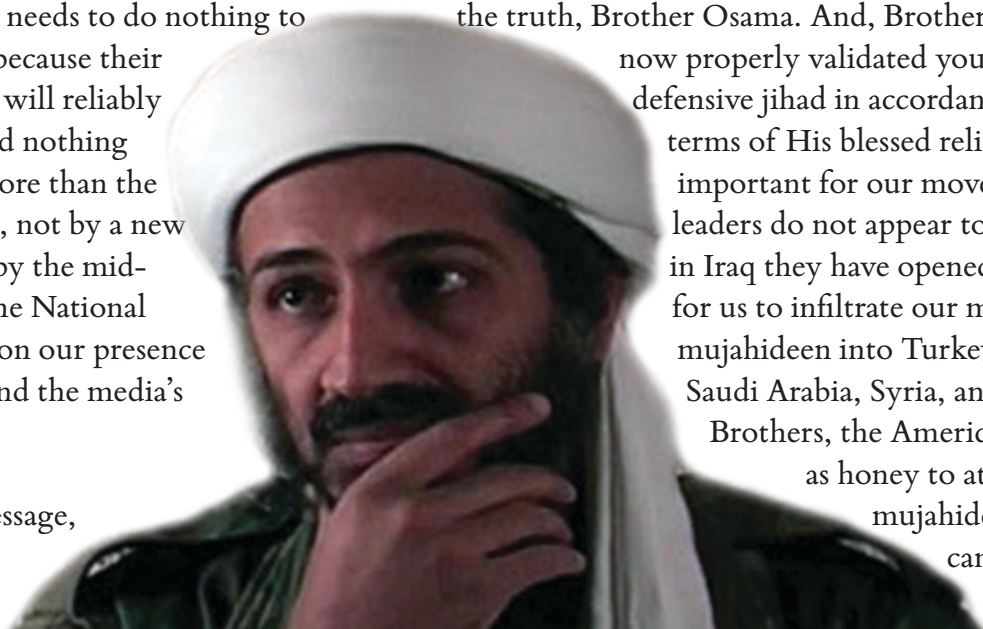 needs to do nothing to
because their
will reliably
d nothing
ore than the
, not by a new
by the mid-
he National
on our presence
nd the media’s
essage,
the truth, Brother Osama. And, Brother
now properly validated you
defensive jihad in accordan
terms of His blessed reli
important for our move
leaders do not appear to
in Iraq they have opened
for us to infiltrate our m
mujahideen into Turkey
Saudi Arabia, Syria, an
Brothers, the Americ
as honey to at
mujahide
can